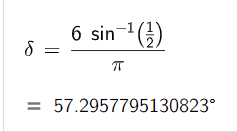 δ = 6 sin⁻¹(1/2) / π
= 57.2957795130823°